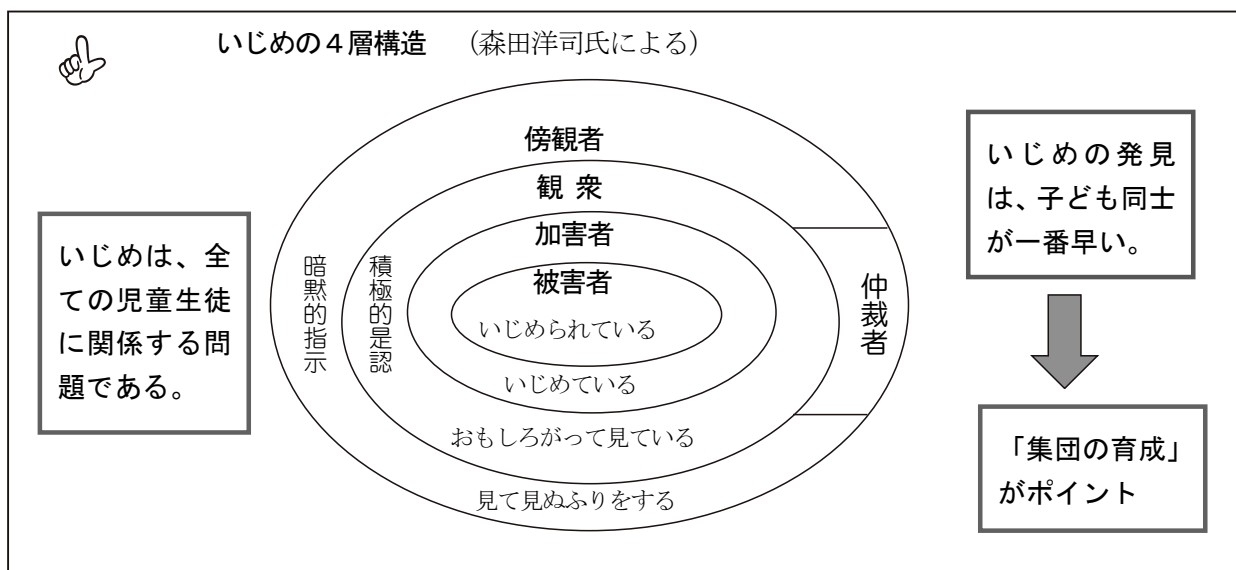 いじめの4層構造 (森田洋司氏による)
傍観者
観 衆
加害者
被害者
いじめられている
いじめている
おもしろがって見ている
見て見ぬふりをする
暗黙的指示
積極的是認
仲裁者
いじめは、全
ての児童生徒
に関係する問
題である。
いじめの発見
は、子ども同士
が一番早い。
「集団の育成」
がポイント